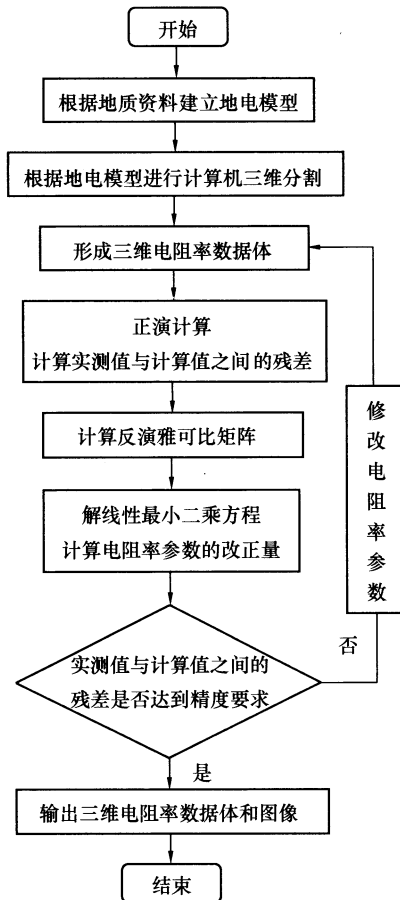 开始
根据地质资料建立地电模型
根据地电模型进行计算机三维分割
形成三维电阻率数据体
正演计算
计算实测值与计算值之间的残差
计算反演雅可比矩阵
解线性最小二乘方程
计算电阻率参数的改正量
修改电阻率参数
实测值与计算值之间的
残差是否达到精度要求
否
是
输出三维电阻率数据体和图像
结束